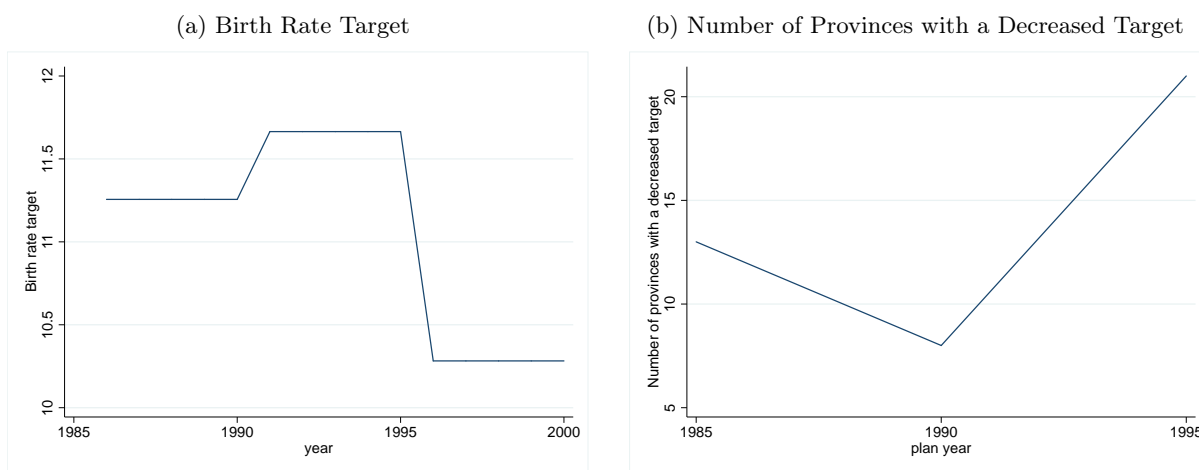 (a) Birth Rate Target
12
11.5
11
10.5
10
Birth rate target
1985 1990 1995 2000
year
(b) Number of Provinces with a Decreased Target
20
15
10
5
Number of provinces with a decreased target
1985 1990 1995
plan year